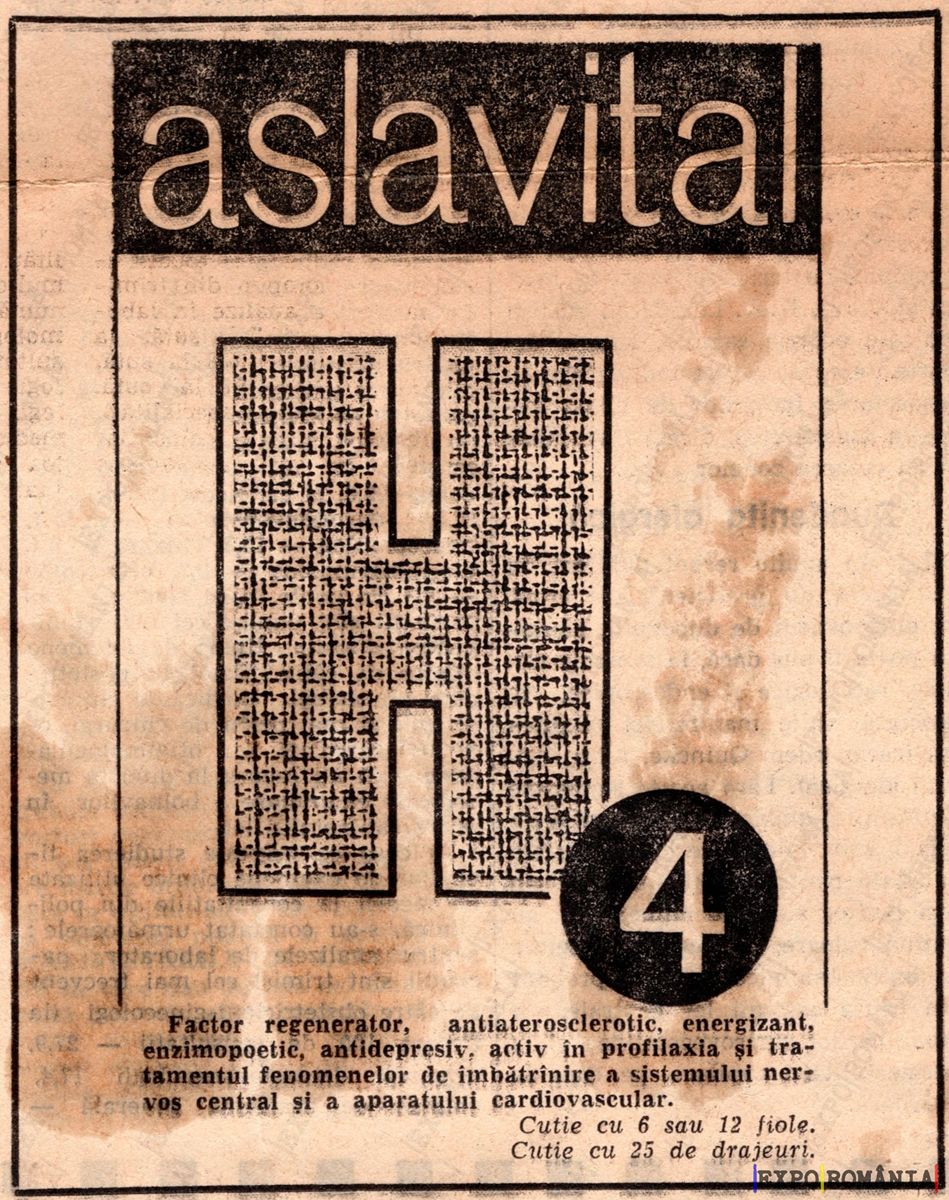 aslavital
H
4
Factor regenerator, antiaterosclerotic, energizant,
enzimopoetic, antidepresiv, activ în profilaxia și tra-
tamentul fenomenelor de îmbătrînire a sistemului ner-
vos central și a aparatului cardiovascular.
Cutie cu 6 sau 12 fiole.
Cutie cu 25 de drajeuri.
EXPO ROMÂNIA